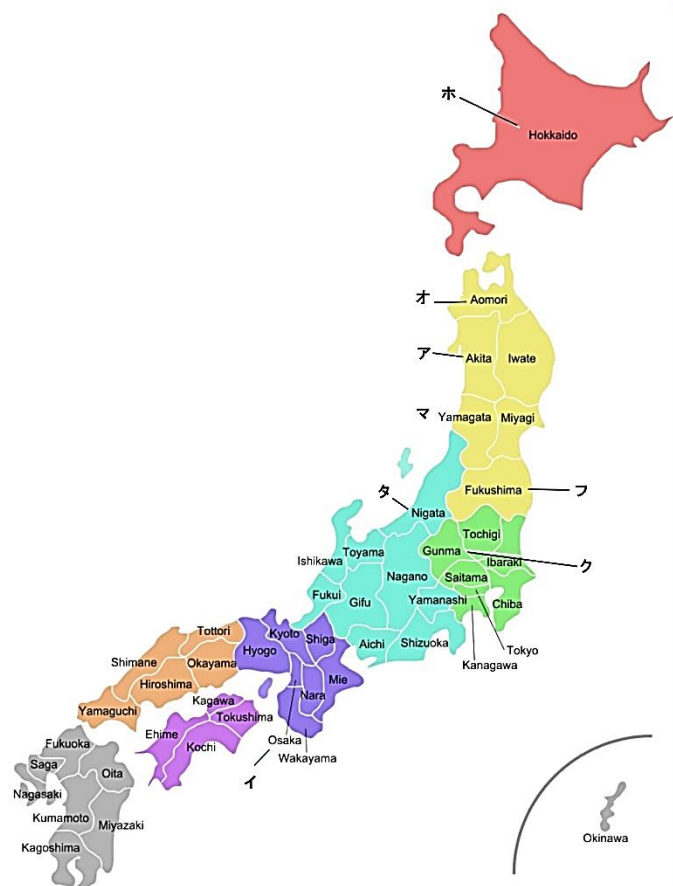 ホ
Hokkaido
オ
Aomori
ア
Akita
Iwate
マ
Yamagata
Miyagi
タ
Fukushima
フ
Nigata
Tochigi
Gunma
ク
Ishikawa
Toyama
Ibaraki
Nagano
Saitama
Fukui
Gifu
Yamanashi
Chiba
Tottori
Kyoto
Shiga
Aichi
Shizuoka
Tokyo
Shimane
Okayama
Hyogo
Kanagawa
Hiroshima
Mie
Nara
Yamaguchi
Kagawa
Tokushima
Ehime
Osaka
Fukuoka
Kochi
Wakayama
Saga
Oita
イ
Nagasaki
Kumamoto
Miyazaki
Okinawa
Kagoshima